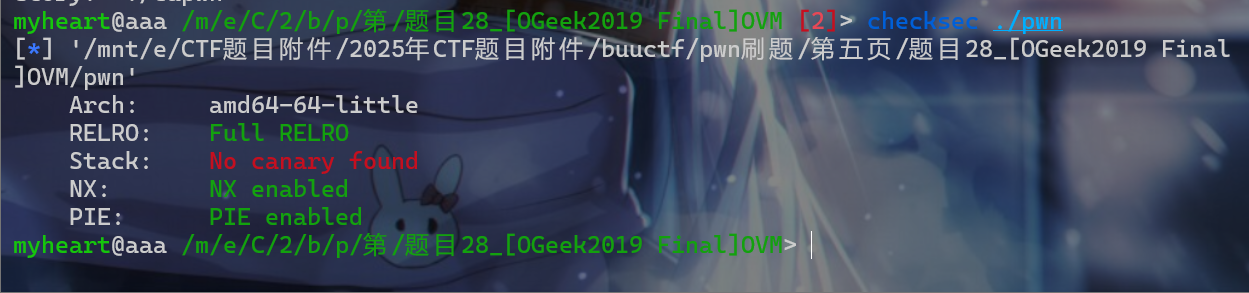 myheart@aaa /m/e/C/2/b/p/第/题目28_[OGeek2019 Final]OVM [2]> checksec ./pwn
[*] '/mnt/e/CTF题目附件/2025年CTF题目附件/buuctf/pwn刷题/第五页/题目28_[OGeek2019 Final
]OVM/pwn'
    Arch:     amd64-64-little
    RELRO:    Full RELRO
    Stack:    No canary found
    NX:       NX enabled
    PIE:      PIE enabled
myheart@aaa /m/e/C/2/b/p/第/题目28_[OGeek2019 Final]OVM>